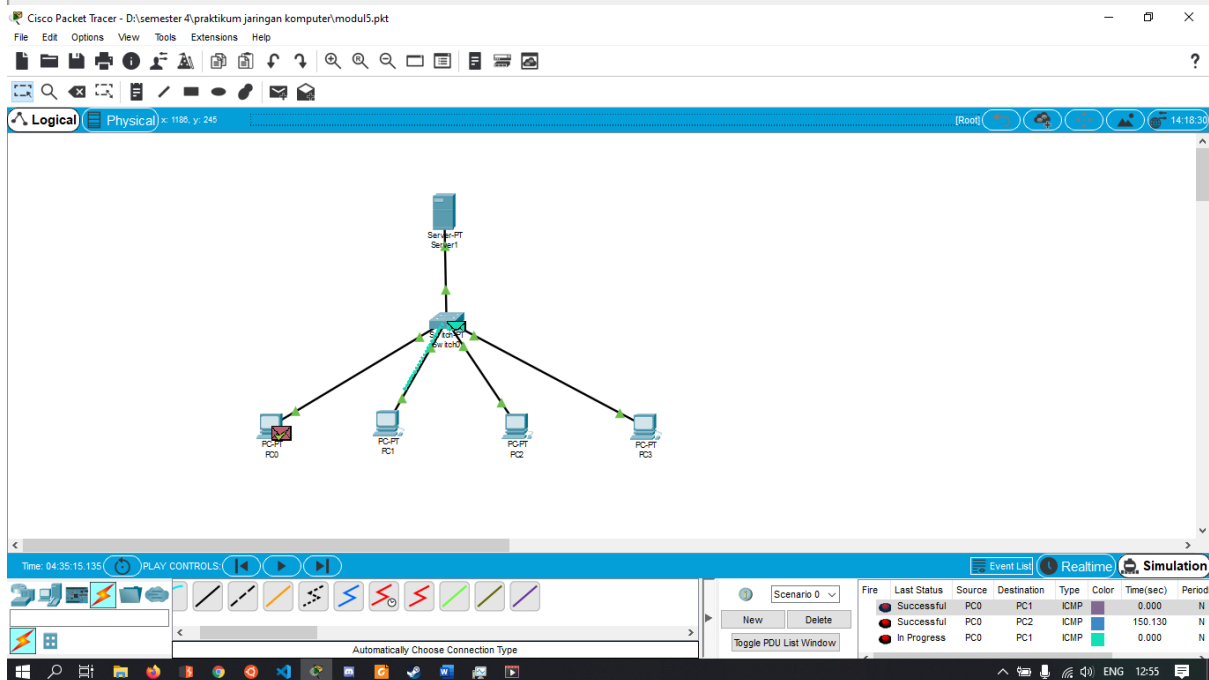 Cisco Packet Tracer - D:\semester 4\praktikum jaringan komputer\modul5.pkt
File Edit Options View Tools Extensions Help
?
Logical Physical x: 1186, y: 245 [Root] 14:18:30
Server-PT
Server1
Switch-PT
Switch0
PC-PT
PC0
PC-PT
PC1
PC-PT
PC2
PC-PT
PC3
Time: 04:35:15.135 PLAY CONTROLS: Event List Realtime Simulation
Scenario 0
New Delete
Toggle PDU List Window
Fire Last Status Source Destination Type Color Time(sec) Period
Successful PC0 PC1 ICMP 0.000 N
Successful PC0 PC2 ICMP 150.130 N
In Progress PC0 PC1 ICMP 0.000 N
Automatically Choose Connection Type
ENG 12:55